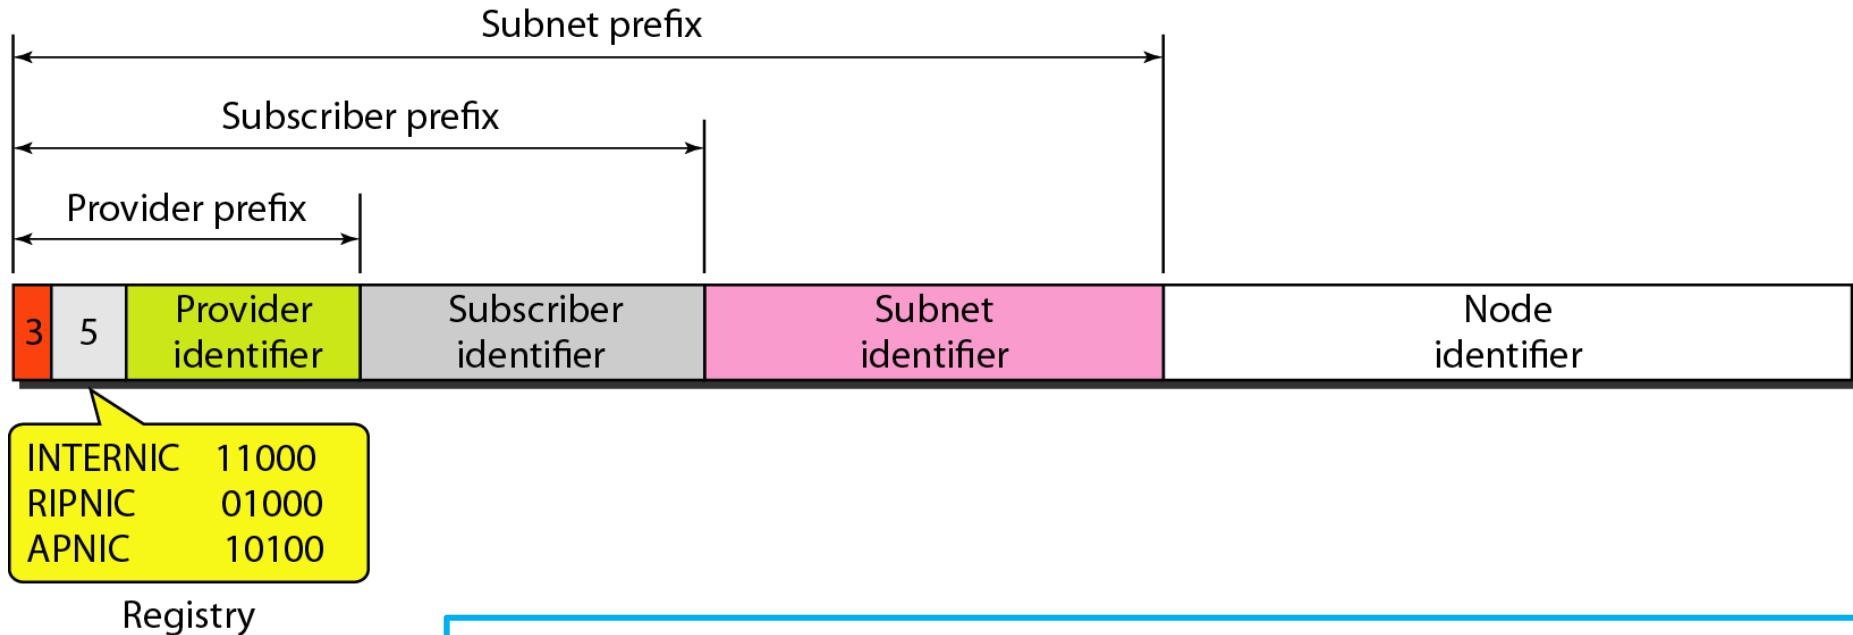 Subnet prefix
Subscriber prefix
Provider prefix
3
5
Provider
identifier
Subscriber
identifier
Subnet
identifier
Node
identifier
INTERNIC 11000
RIPNIC 01000
APNIC 10100
Registry